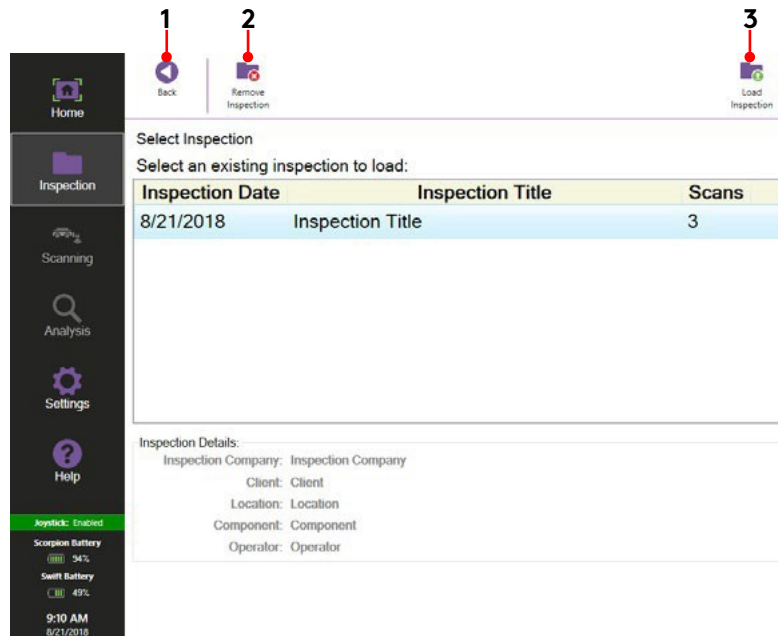 1 2 3
Home
Inspection
Scanning
Analysis
Settings
Help
Joystick: Enabled
Scorpion Battery
94%
Swift Battery
49%
9:10 AM
8/21/2018
Back
Remove
Inspection
Load
Inspection
Select Inspection
Select an existing inspection to load:
Inspection Date Inspection Title Scans
8/21/2018 Inspection Title 3
Inspection Details:
Inspection Company: Inspection Company
Client: Client
Location: Location
Component: Component
Operator: Operator